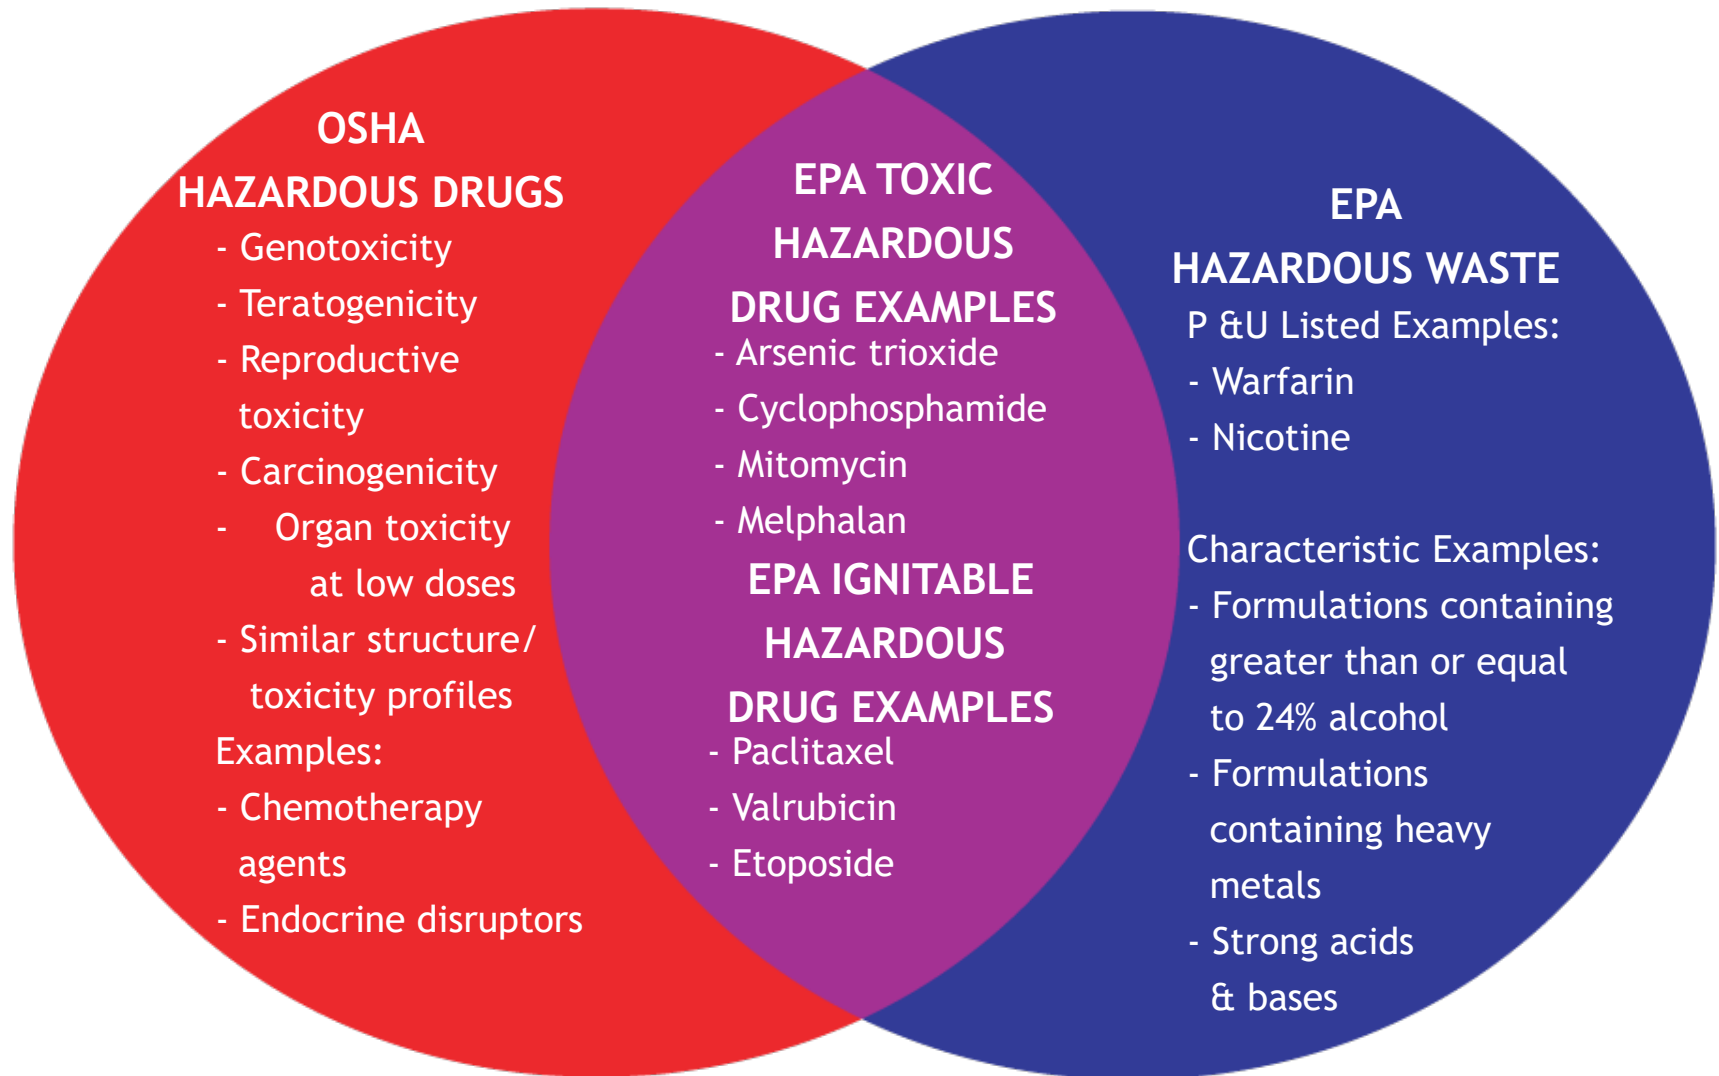 OSHA
HAZARDOUS DRUGS
- Genotoxicity
- Teratogenicity
- Reproductive
toxicity
- Carcinogenicity
- Organ toxicity
at low doses
- Similar structure/
toxicity profiles
Examples:
- Chemotherapy
agents
- Endocrine disruptors
EPA TOXIC
HAZARDOUS
DRUG EXAMPLES
- Arsenic trioxide
- Cyclophosphamide
- Mitomycin
- Melphalan
EPA IGNITABLE
HAZARDOUS
DRUG EXAMPLES
- Paclitaxel
- Valrubicin
- Etoposide
EPA
HAZARDOUS WASTE
P &U Listed Examples:
- Warfarin
- Nicotine
Characteristic Examples:
- Formulations containing
greater than or equal
to 24% alcohol
- Formulations
containing heavy
metals
- Strong acids
& bases